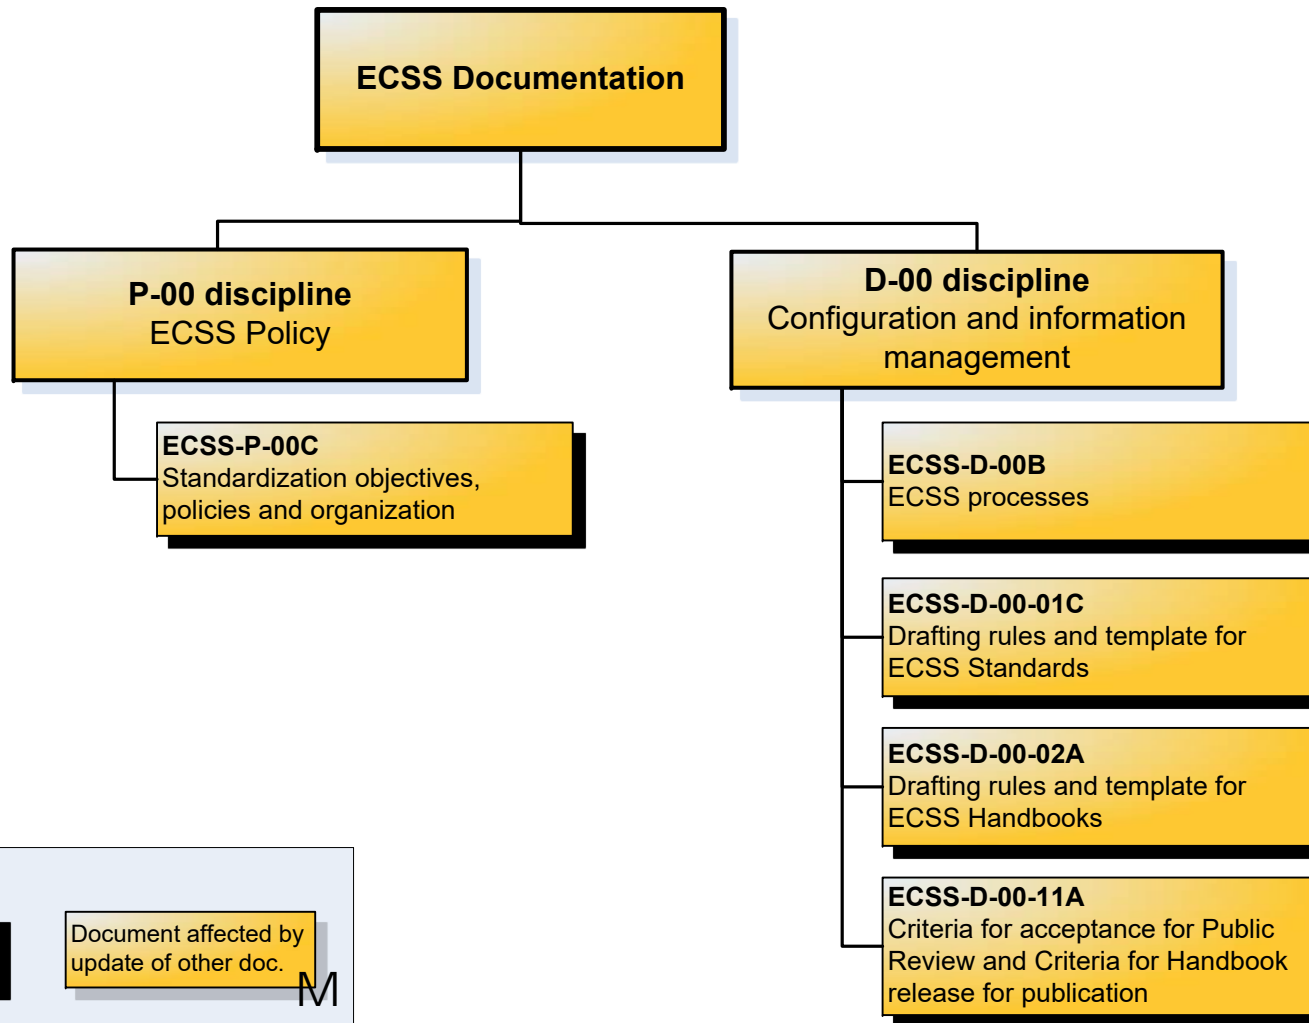 ECSS Documentation
P-00 discipline
ECSS Policy
ECSS-P-00C
Standardization objectives,
policies and organization
D-00 discipline
Configuration and information
management
ECSS-D-00B
ECSS processes
ECSS-D-00-01C
Drafting rules and template for
ECSS Standards
ECSS-D-00-02A
Drafting rules and template for
ECSS Handbooks
ECSS-D-00-11A
Criteria for acceptance for Public
Review and Criteria for Handbook
release for publication
Document affected by
update of other doc.
M